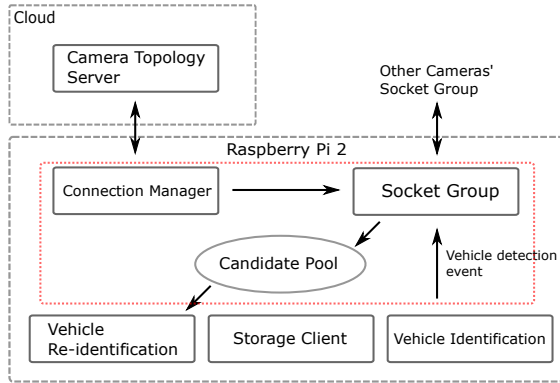 Cloud
Camera Topology
Server
Other Cameras'
Socket Group
Raspberry Pi 2
Connection Manager
Socket Group
Candidate Pool
Vehicle detection
event
Vehicle
Re-identification
Storage Client
Vehicle Identification